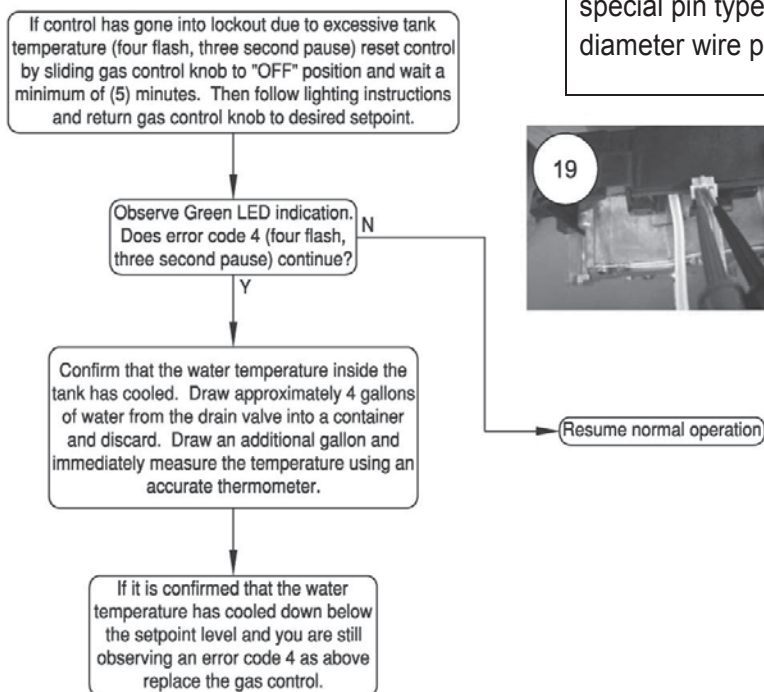 If control has gone into lockout due to excessive tank
temperature (four flash, three second pause) reset control
by sliding gas control knob to "OFF" position and wait a
minimum of (5) minutes. Then follow lighting instructions
and return gas control knob to desired setpoint.
special pin type
diameter wire p
19
Observe Green LED indication.
Does error code 4 (four flash,
three second pause) continue?
N
Y
Confirm that the water temperature inside the
tank has cooled. Draw approximately 4 gallons
of water from the drain valve into a container
and discard. Draw an additional gallon and
immediately measure the temperature using an
accurate thermometer.
Resume normal operation
If it is confirmed that the water
temperature has cooled down below
the setpoint level and you are still
observing an error code 4 as above
replace the gas control.